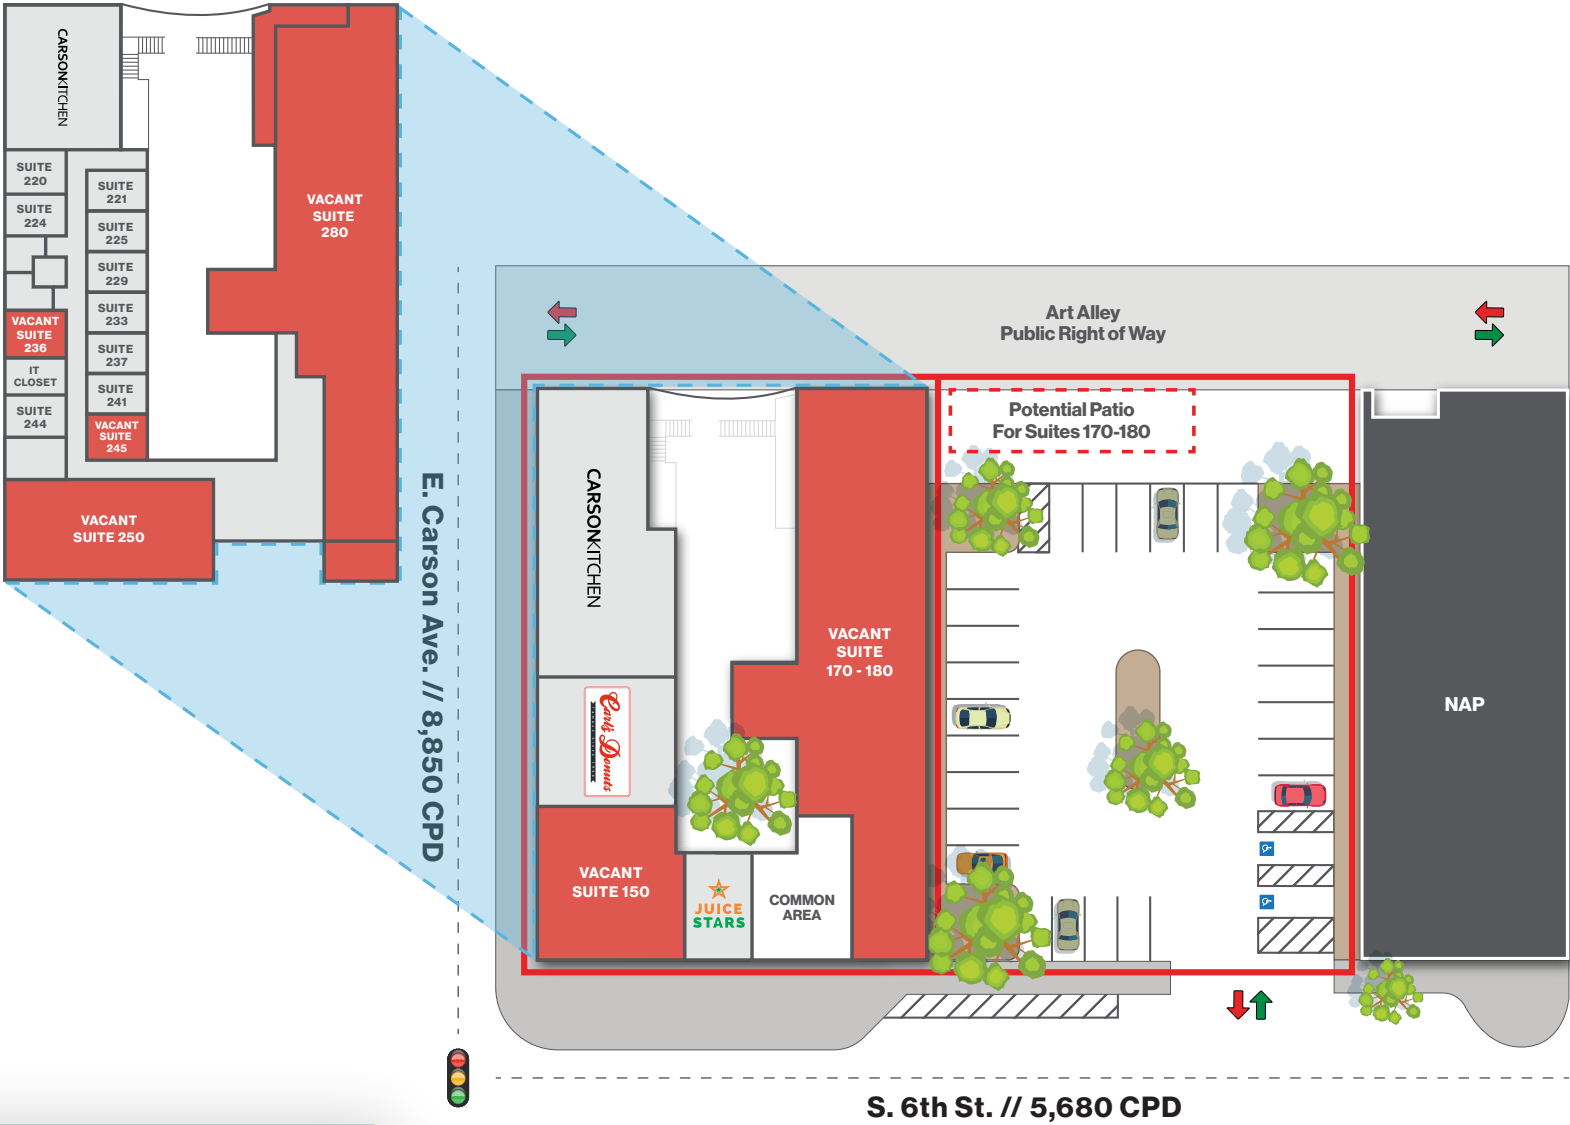 CARSONKITCHEN
SUITE
220
SUITE
224
VACANT
SUITE
236
IT
CLOSET
SUITE
244
SUITE
221
SUITE
225
SUITE
229
SUITE
233
SUITE
237
SUITE
241
VACANT
SUITE
245
VACANT
SUITE 250
VACANT
SUITE
280
E. Carson Ave. // 8,850 CPD
Art Alley
Public Right of Way
Potential Patio
For Suites 170-180
CARSONKITCHEN
Carl's Donuts
VACANT
SUITE 150
JUICE
STARS
COMMON
AREA
VACANT
SUITE
170 - 180
NAP
S. 6th St. // 5,680 CPD